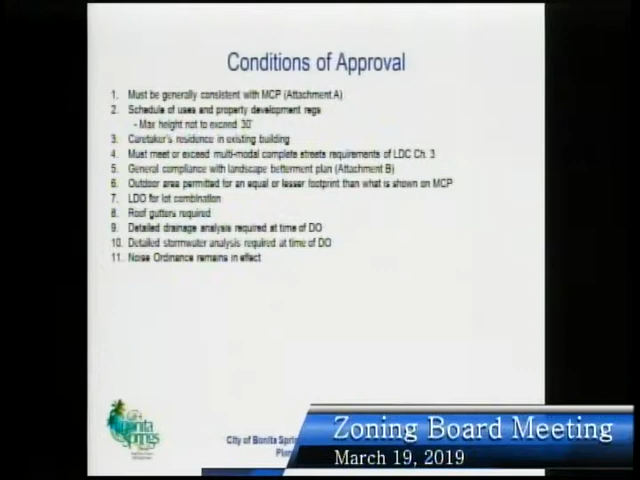 Conditions of Approval
1. Must be generally consistent with MCP (Attachment A)
2. Schedule of uses and property development regs
- Max height not to exceed 30'
3. Caretaker's residence in existing building
4. Must meet or exceed multi-modal complete streets requirements of LDC Ch. 3
5. General compliance with landscape betterment plan (Attachment B)
6. Outdoor area permitted for an equal or lesser footprint than what is shown on MCP
7. LDO for lot combination
8. Roof gutters required
9. Detailed drainage analysis required at time of DO
10. Detailed stormwater analysis required at time of DO
11. Noise Ordinance remains in effect
Bonita
Springs
City of Bonita
Zoning Board Meeting
March 19, 2019